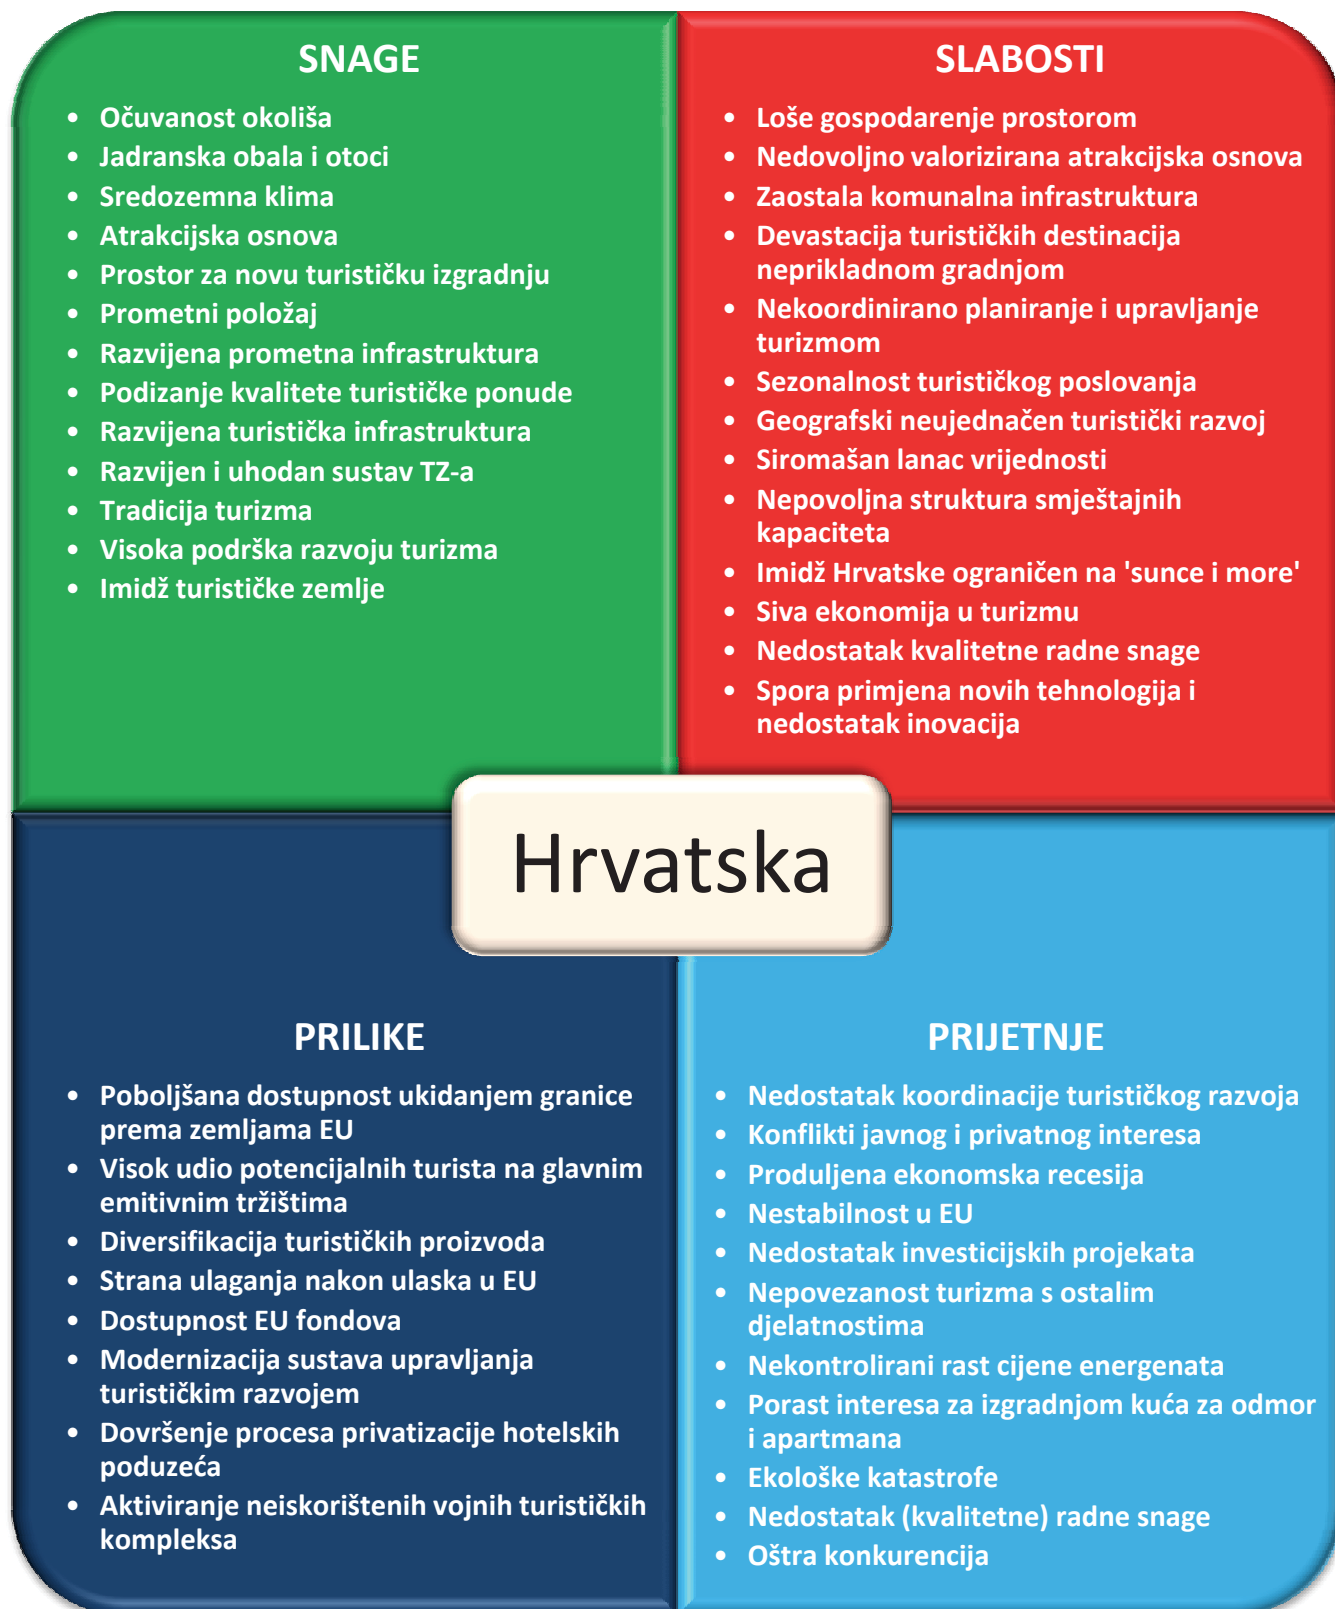 SNAGE
• Očuvanost okoliša
• Jadranska obala i otoci
• Sredozemna klima
• Atrakcijska osnova
• Prostor za novu turističku izgradnju
• Prometni položaj
• Razvijena prometna infrastruktura
• Podizanje kvalitete turističke ponude
• Razvijena turistička infrastruktura
• Razvijen i uhodan sustav TZ-a
• Tradicija turizma
• Visoka podrška razvoju turizma
• Imidž turističke zemlje
SLABOSTI
• Loše gospodarenje prostorom
• Nedovoljno valorizirana atrakcijska osnova
• Zaostala komunalna infrastruktura
• Devastacija turističkih destinacija
neprikladnom gradnjom
• Nekoordinirano planiranje i upravljanje
turizmom
• Sezonalnost turističkog poslovanja
• Geografski neujednačen turistički razvoj
• Siromašan lanac vrijednosti
• Nepovoljna struktura smještajnih
kapaciteta
• Imidž Hrvatske ograničen na 'sunce i more'
• Siva ekonomija u turizmu
• Nedostatak kvalitetne radne snage
• Spora primjena novih tehnologija i
nedostatak inovacija
Hrvatska
PRILIKE
• Poboljšana dostupnost ukidanjem granice
prema zemljama EU
• Visok udio potencijalnih turista na glavnim
emitivnim tržištima
• Diversifikacija turističkih proizvoda
• Strana ulaganja nakon ulaska u EU
• Dostupnost EU fondova
• Modernizacija sustava upravljanja
turističkim razvojem
• Dovršenje procesa privatizacije hotelskih
poduzeća
• Aktiviranje neiskorištenih vojnih turističkih
kompleksa
PRIJETNJE
• Nedostatak koordinacije turističkog razvoja
• Konflikti javnog i privatnog interesa
• Produljena ekonomska recesija
• Nestabilnost u EU
• Nedostatak investicijskih projekata
• Nepovezanost turizma s ostalim
djelatnostima
• Nekontrolirani rast cijene energenata
• Porast interesa za izgradnjom kuća za odmor
i apartmana
• Ekološke katastrofe
• Nedostatak (kvalitetne) radne snage
• Oštra konkurencija